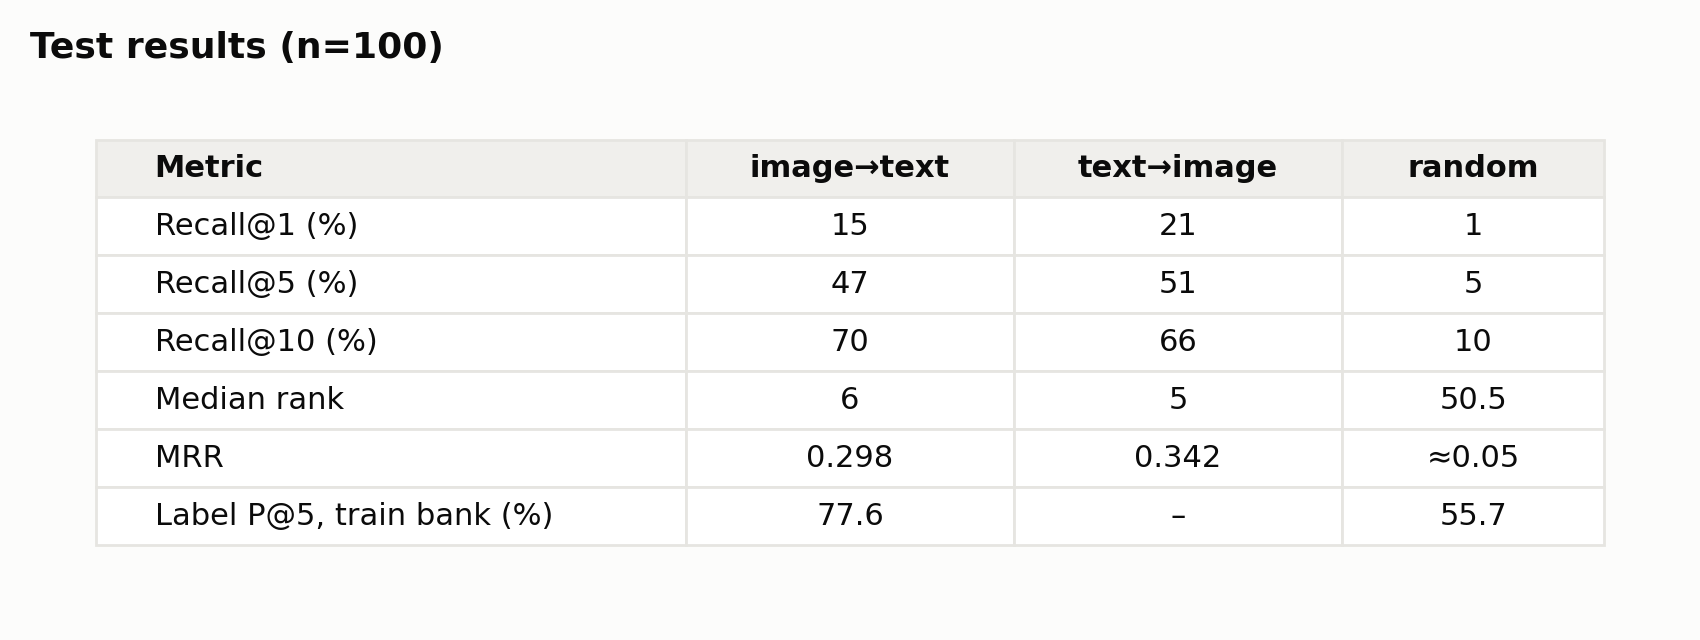 Test results (n=100)
Metric image→text text→image random
Recall@1 (%) 15 21 1
Recall@5 (%) 47 51 5
Recall@10 (%) 70 66 10
Median rank 6 5 50.5
MRR 0.298 0.342 ≈0.05
Label P@5, train bank (%) 77.6 – 55.7